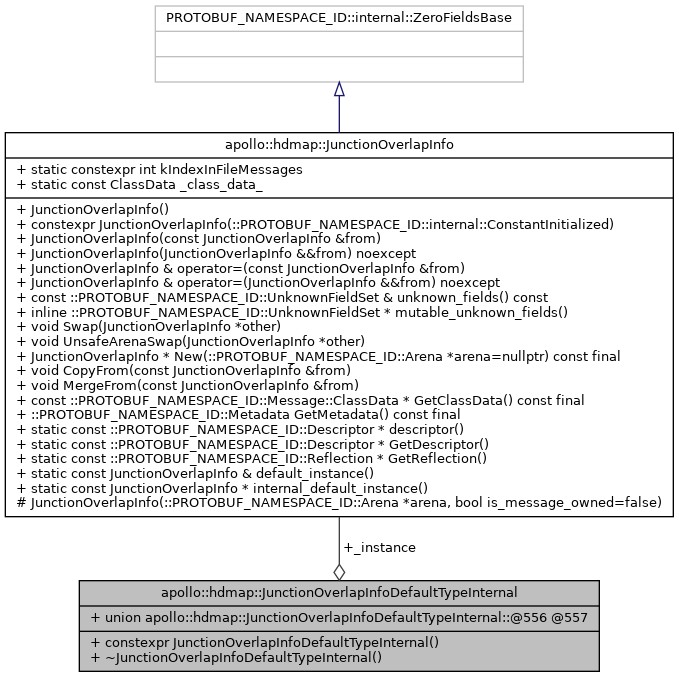 PROTOBUF_NAMESPACE_ID::internal::ZeroFieldsBase
apollo::hdmap::JunctionOverlapInfo
+ static constexpr int kIndexInFileMessages
+ static const ClassData _class_data_
+ JunctionOverlapInfo()
+ constexpr JunctionOverlapInfo(::PROTOBUF_NAMESPACE_ID::internal::ConstantInitialized)
+ JunctionOverlapInfo(const JunctionOverlapInfo &from)
+ JunctionOverlapInfo(JunctionOverlapInfo &&from) noexcept
+ JunctionOverlapInfo & operator=(const JunctionOverlapInfo &from)
+ JunctionOverlapInfo & operator=(JunctionOverlapInfo &&from) noexcept
+ const ::PROTOBUF_NAMESPACE_ID::UnknownFieldSet & unknown_fields() const
+ inline ::PROTOBUF_NAMESPACE_ID::UnknownFieldSet * mutable_unknown_fields()
+ void Swap(JunctionOverlapInfo *other)
+ void UnsafeArenaSwap(JunctionOverlapInfo *other)
+ JunctionOverlapInfo * New(::PROTOBUF_NAMESPACE_ID::Arena *arena=nullptr) const final
+ void CopyFrom(const JunctionOverlapInfo &from)
+ void MergeFrom(const JunctionOverlapInfo &from)
+ const ::PROTOBUF_NAMESPACE_ID::Message::ClassData * GetClassData() const final
+ ::PROTOBUF_NAMESPACE_ID::Metadata GetMetadata() const final
+ static const ::PROTOBUF_NAMESPACE_ID::Descriptor * descriptor()
+ static const ::PROTOBUF_NAMESPACE_ID::Descriptor * GetDescriptor()
+ static const ::PROTOBUF_NAMESPACE_ID::Reflection * GetReflection()
+ static const JunctionOverlapInfo & default_instance()
+ static const JunctionOverlapInfo * internal_default_instance()
# JunctionOverlapInfo(::PROTOBUF_NAMESPACE_ID::Arena *arena, bool is_message_owned=false)
+_instance
apollo::hdmap::JunctionOverlapInfoDefaultTypeInternal
+ union apollo::hdmap::JunctionOverlapInfoDefaultTypeInternal::@556 @557
+ constexpr JunctionOverlapInfoDefaultTypeInternal()
+ ~JunctionOverlapInfoDefaultTypeInternal()